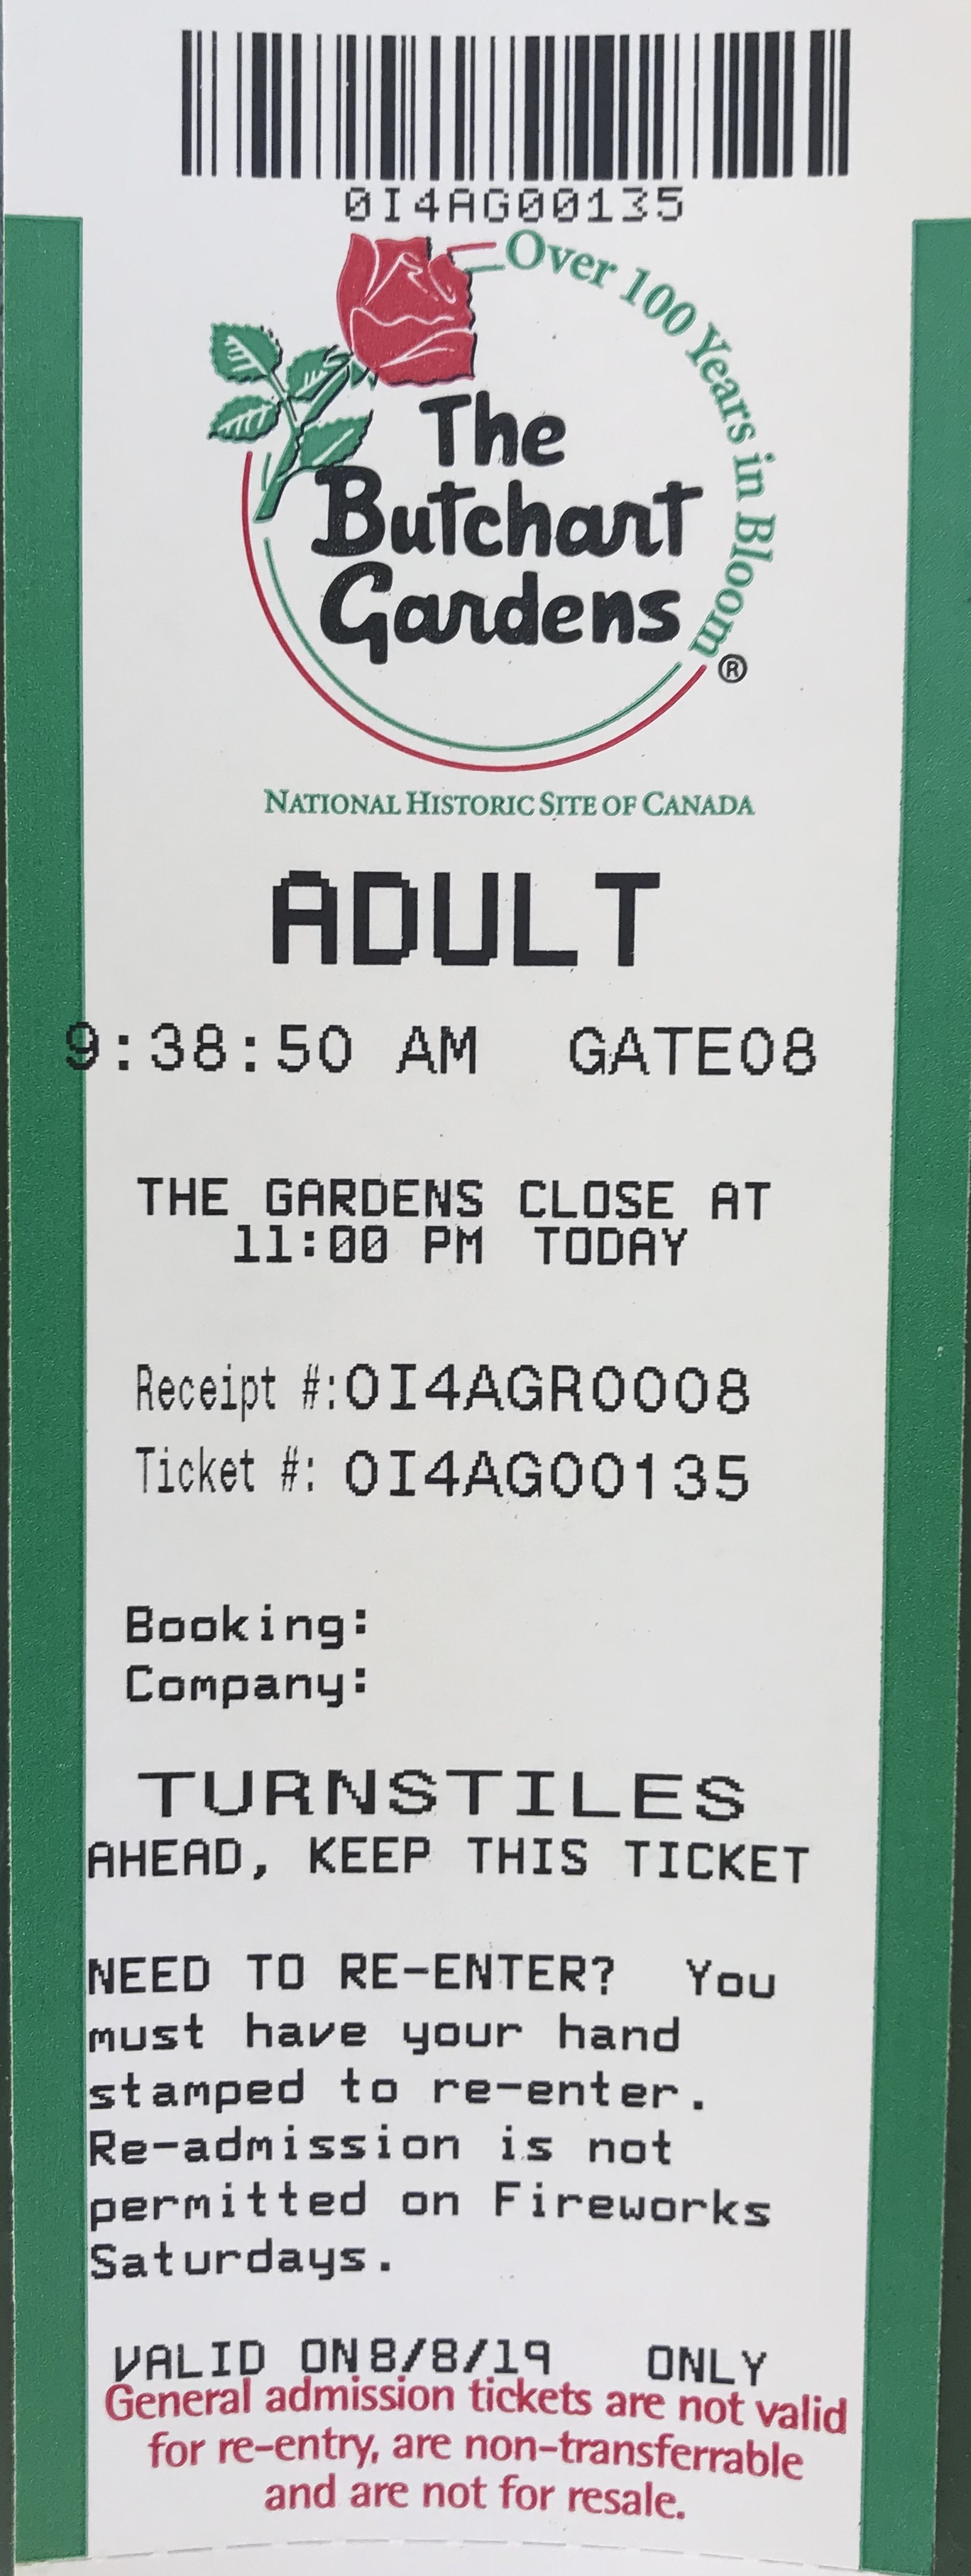 0I4AG00135
Over 100 Years in Bloom
The
Butchart
Gardens
®
NATIONAL HISTORIC SITE OF CANADA
ADULT
9:38:50 AM GATE08
THE GARDENS CLOSE AT
11:00 PM TODAY
Receipt #:0I4AGR0008
Ticket #: 0I4AG00135
Booking:
Company:
TURNSTILES
AHEAD, KEEP THIS TICKET
NEED TO RE-ENTER? You
must have your hand
stamped to re-enter.
Re-admission is not
permitted on Fireworks
Saturdays.
VALID ON8/8/19 ONLY
General admission tickets are not valid
for re-entry, are non-transferrable
and are not for resale.